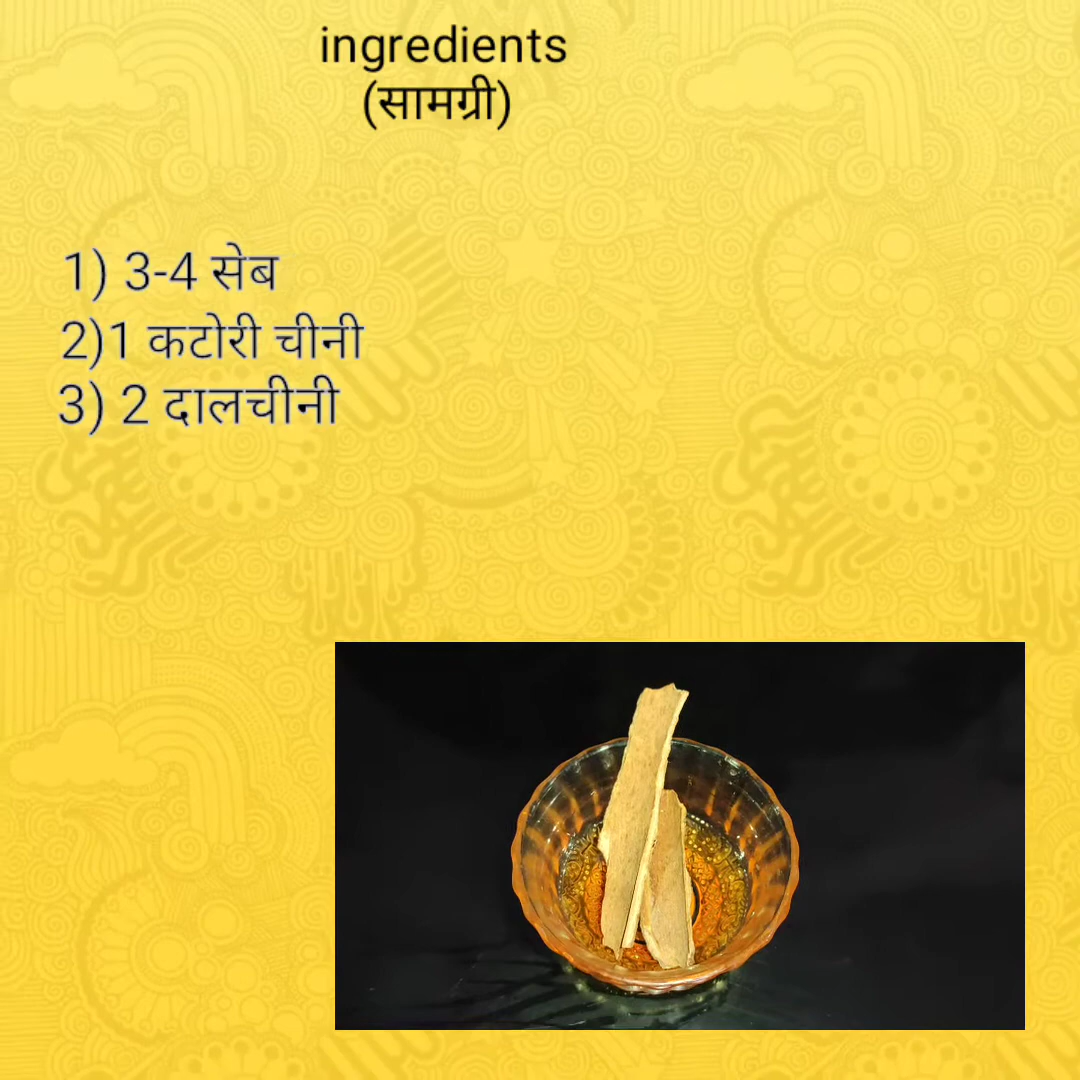 ingredients
(सामग्री)
1) 3-4 सेब
2)1 कटोरी चीनी
3) 2 दालचीनी